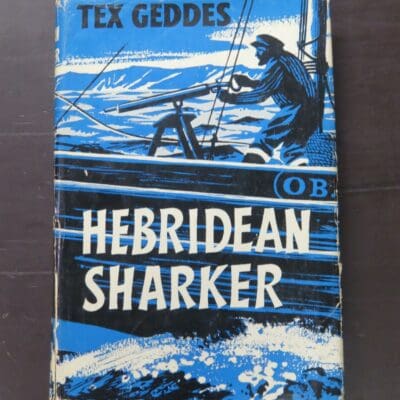 TEX GEDDES
OB
HEBRIDEAN
SHARKER